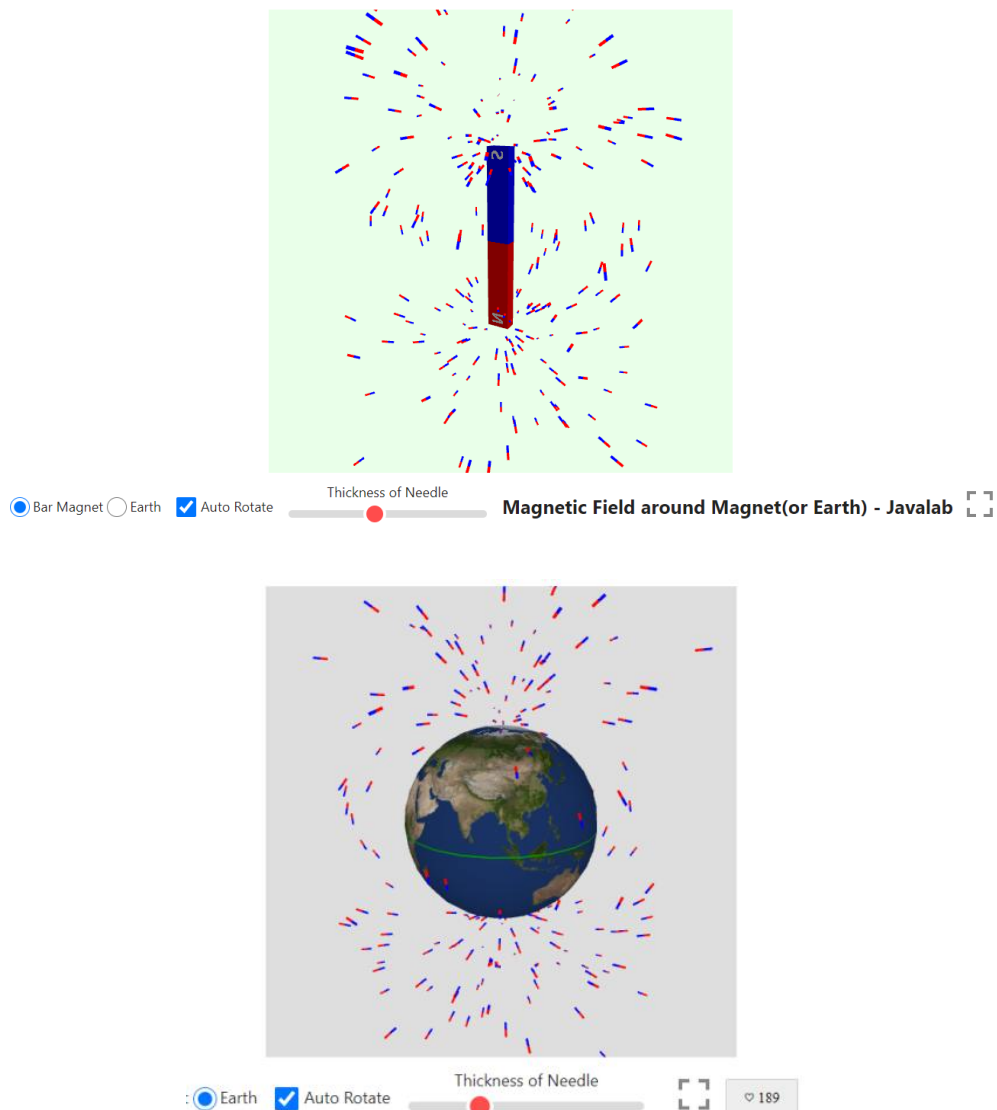 S
N
Thickness of Needle
Bar Magnet Earth Auto Rotate Magnetic Field around Magnet(or Earth) - Javalab
Thickness of Needle
: Earth Auto Rotate ♡ 189